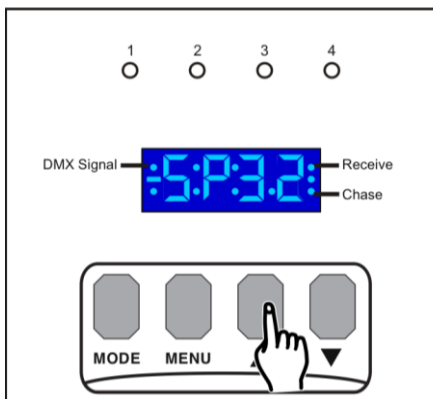 1 2 3 4
DMX Signal
SP32
Receive
Chase
MODE MENU ▼